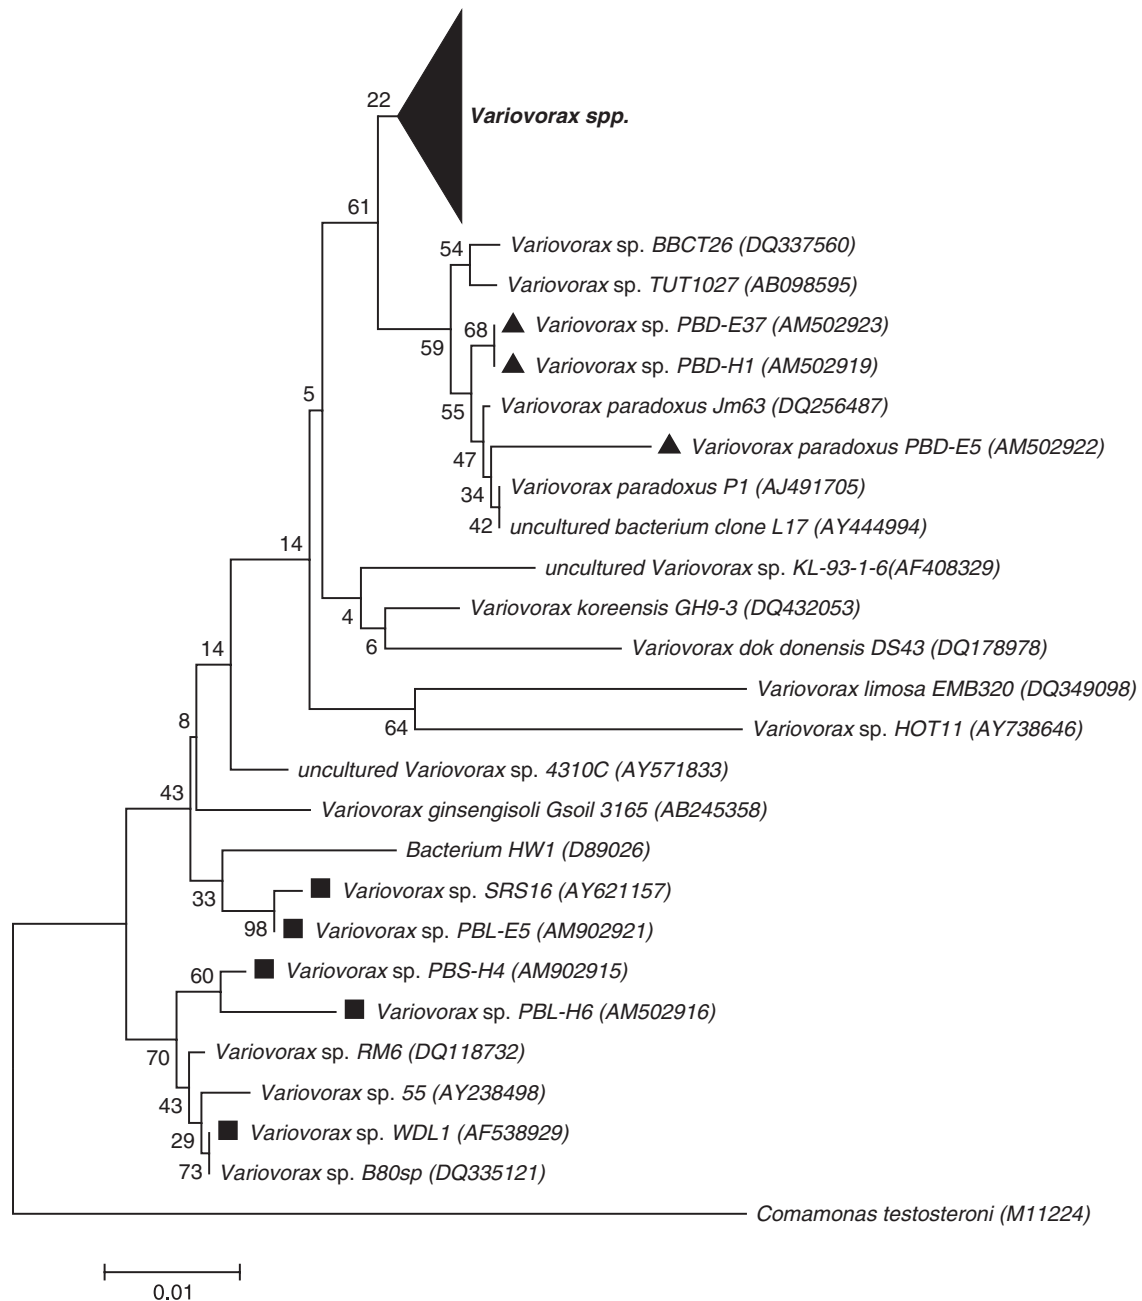 22
Variovorax spp.
61
54
Variovorax sp. BBCT26 (DQ337560)
Variovorax sp. TUT1027 (AB098595)
68
Variovorax sp. PBD-E37 (AM502923)
59
Variovorax sp. PBD-H1 (AM502919)
5
55
Variovorax paradoxus Jm63 (DQ256487)
47
Variovorax paradoxus PBD-E5 (AM502922)
34
Variovorax paradoxus P1 (AJ491705)
42
uncultured bacterium clone L17 (AY444994)
14
uncultured Variovorax sp. KL-93-1-6(AF408329)
4
Variovorax koreensis GH9-3 (DQ432053)
6
Variovorax dok donensis DS43 (DQ178978)
14
Variovorax limosa EMB320 (DQ349098)
64
Variovorax sp. HOT11 (AY738646)
8
uncultured Variovorax sp. 4310C (AY571833)
43
Variovorax ginsengisoli Gsoil 3165 (AB245358)
Bacterium HW1 (D89026)
33
Variovorax sp. SRS16 (AY621157)
98
Variovorax sp. PBL-E5 (AM902921)
60
Variovorax sp. PBS-H4 (AM902915)
Variovorax sp. PBL-H6 (AM502916)
70
Variovorax sp. RM6 (DQ118732)
43
Variovorax sp. 55 (AY238498)
29
Variovorax sp. WDL1 (AF538929)
73
Variovorax sp. B80sp (DQ335121)
Comamonas testosteroni (M11224)
0.01